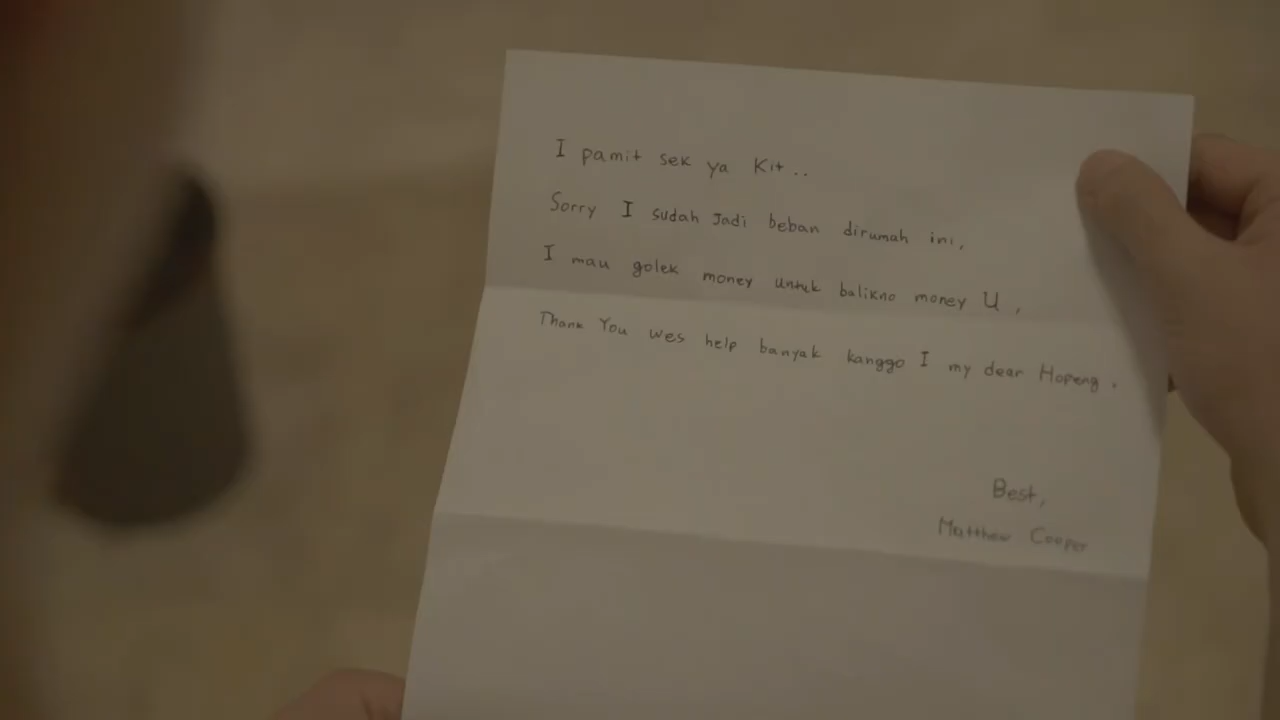 I pamit sek ya Kit..
Sorry I sudah Jadi beban dirumah ini,
I mau golek money untuk balikno money U,
Thank You wes help banyak kanggo I my dear Hopeng.
Best,
Matthew Cooper